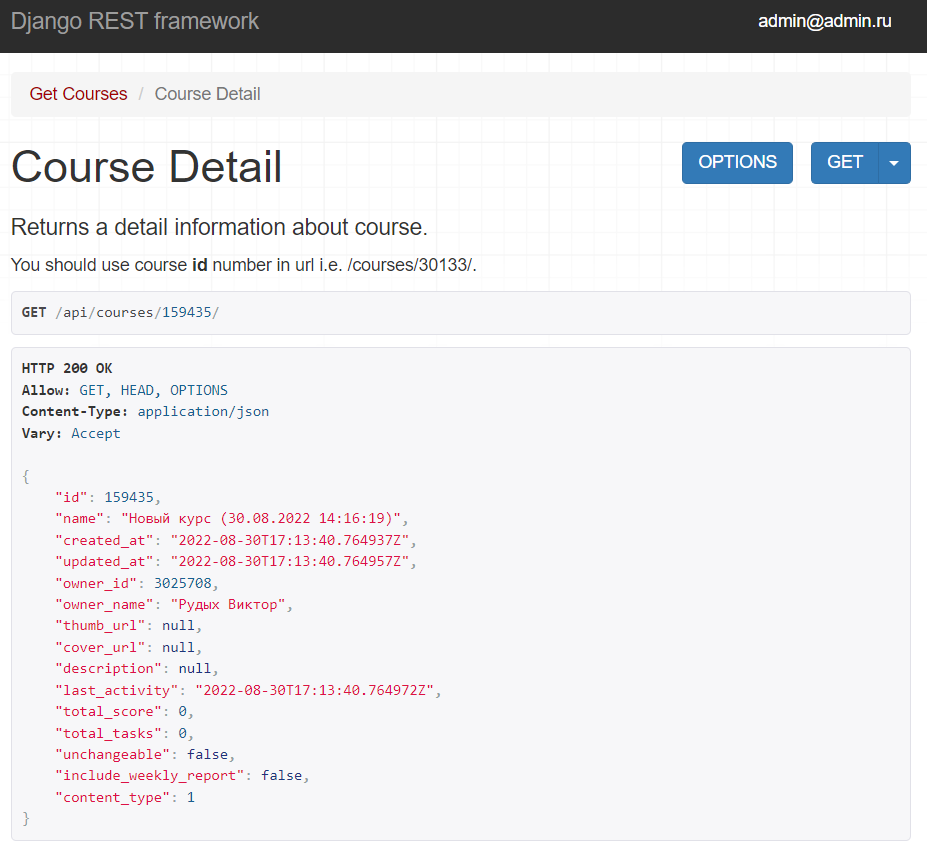 Django REST framework
admin@admin.ru
Get Courses / Course Detail
Course Detail
OPTIONS
GET
Returns a detail information about course.
You should use course id number in url i.e. /courses/30133/.
GET /api/courses/159435/
HTTP 200 OK
Allow: GET, HEAD, OPTIONS
Content-Type: application/json
Vary: Accept
{
    "id": 159435,
    "name": "Новый курс (30.08.2022 14:16:19)",
    "created_at": "2022-08-30T17:13:40.764937Z",
    "updated_at": "2022-08-30T17:13:40.764957Z",
    "owner_id": 3025708,
    "owner_name": "Рудых Виктор",
    "thumb_url": null,
    "cover_url": null,
    "description": null,
    "last_activity": "2022-08-30T17:13:40.764972Z",
    "total_score": 0,
    "total_tasks": 0,
    "unchangeable": false,
    "include_weekly_report": false,
    "content_type": 1
}